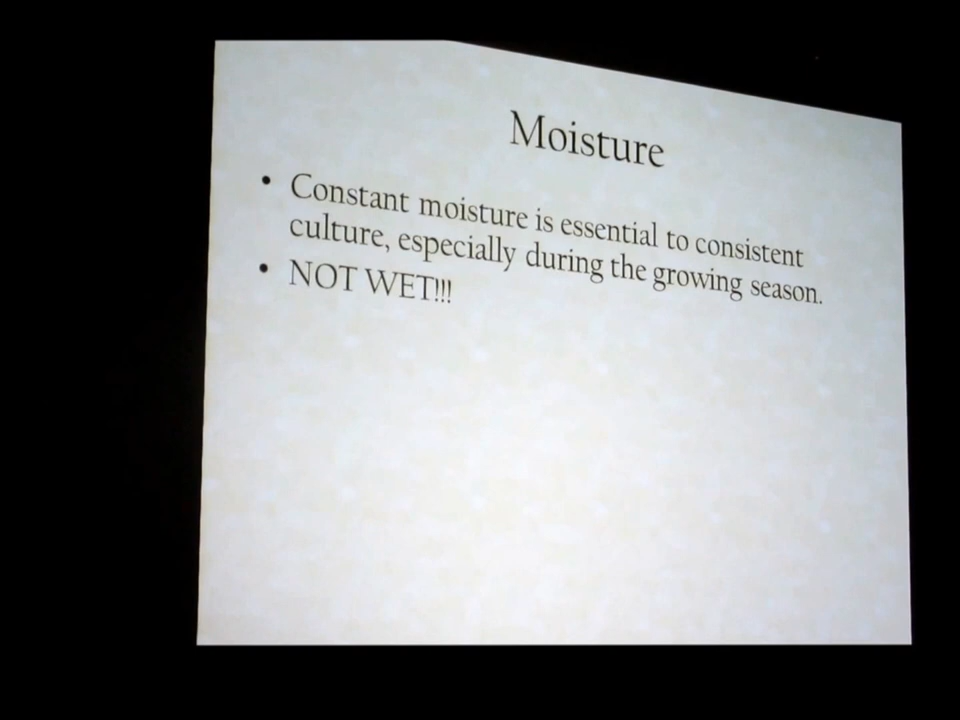 Moisture
• Constant moisture is essential to consistent
culture, especially during the growing season.
• NOT WET!!!